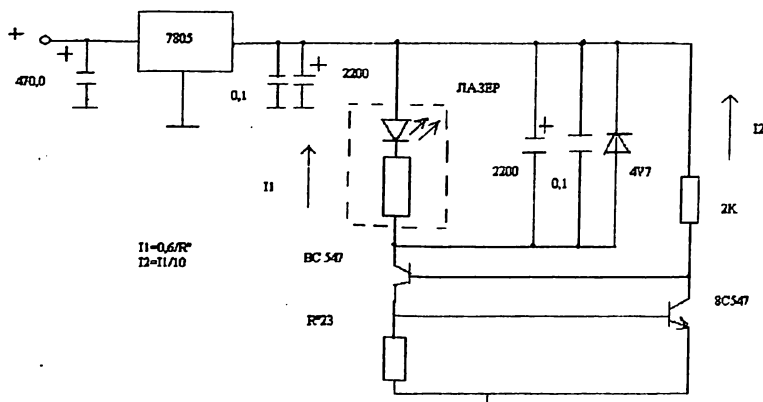 +
+
7805
470,0
0,1
+
2200
ЛАЗЕР
I2
I1
+
2200
0,1
4V7
2K
I1=0,6/R*
I2=I1/10
BC 547
8C547
R*23